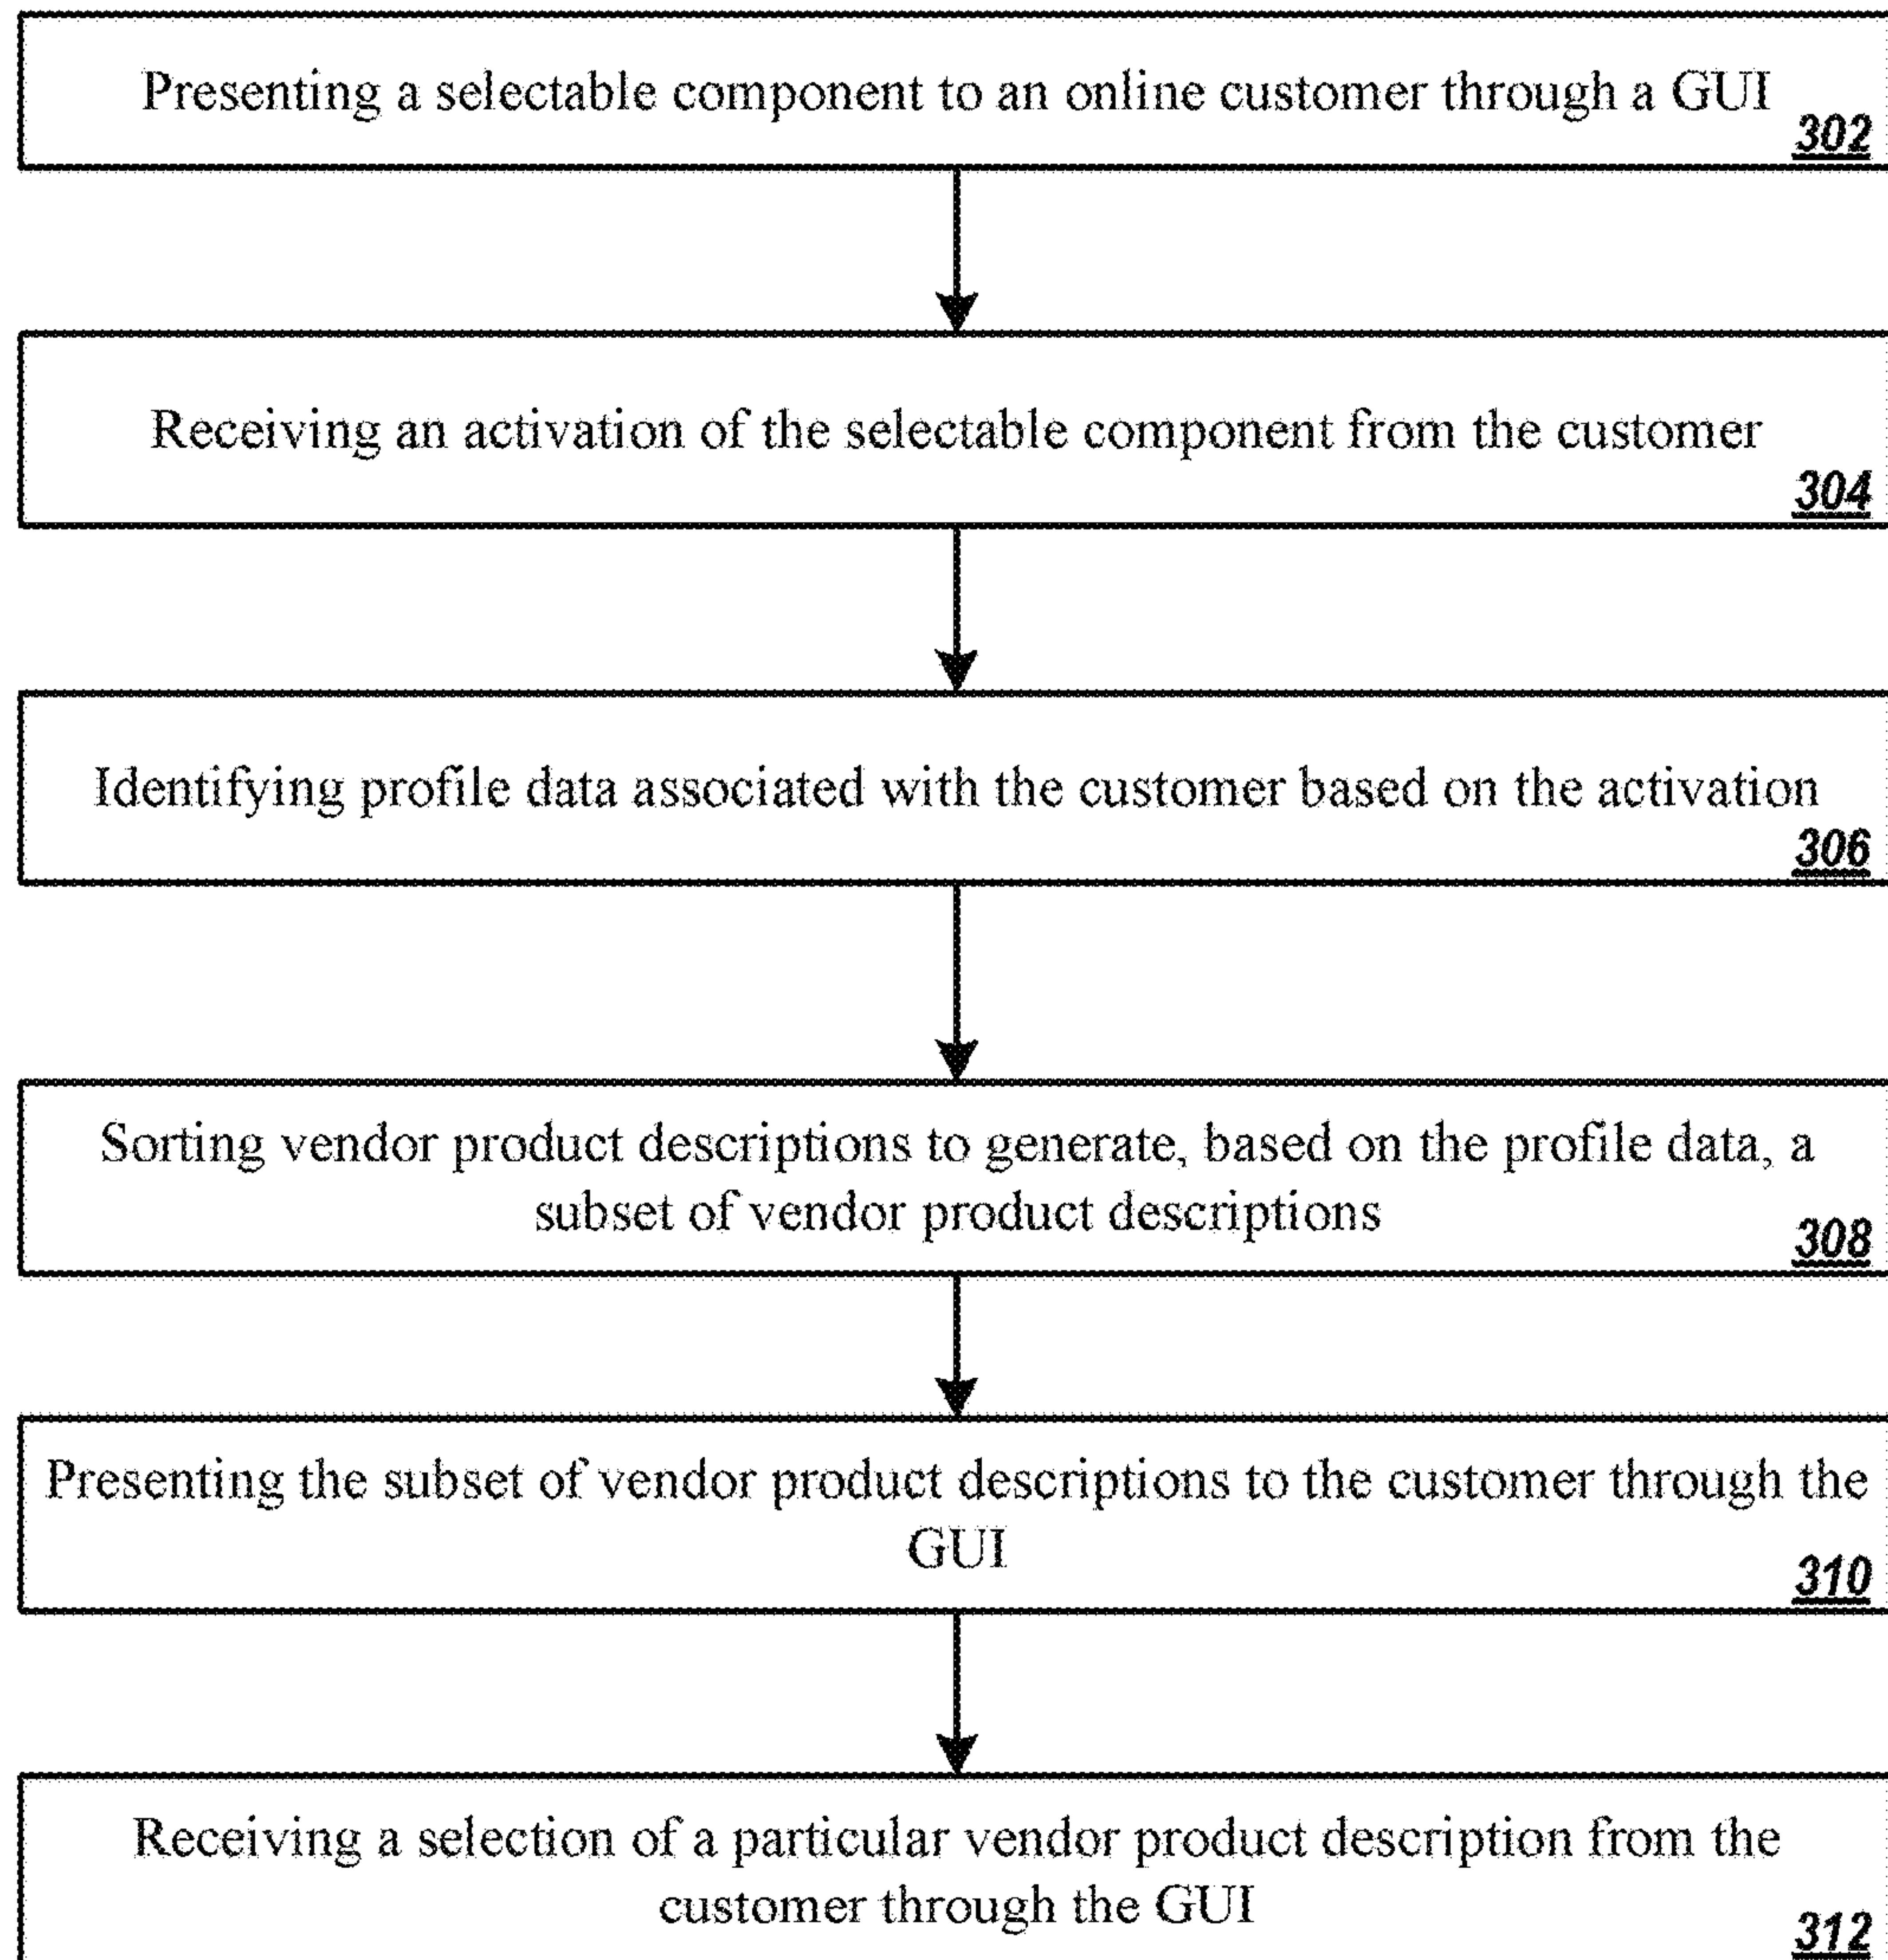 Presenting a selectable component to an online customer through a GUI
302
Receiving an activation of the selectable component from the customer
304
Identifying profile data associated with the customer based on the activation
306
Sorting vendor product descriptions to generate, based on the profile data, a
subset of vendor product descriptions
308
Presenting the subset of vendor product descriptions to the customer through the
GUI
310
Receiving a selection of a particular vendor product description from the
customer through the GUI
312